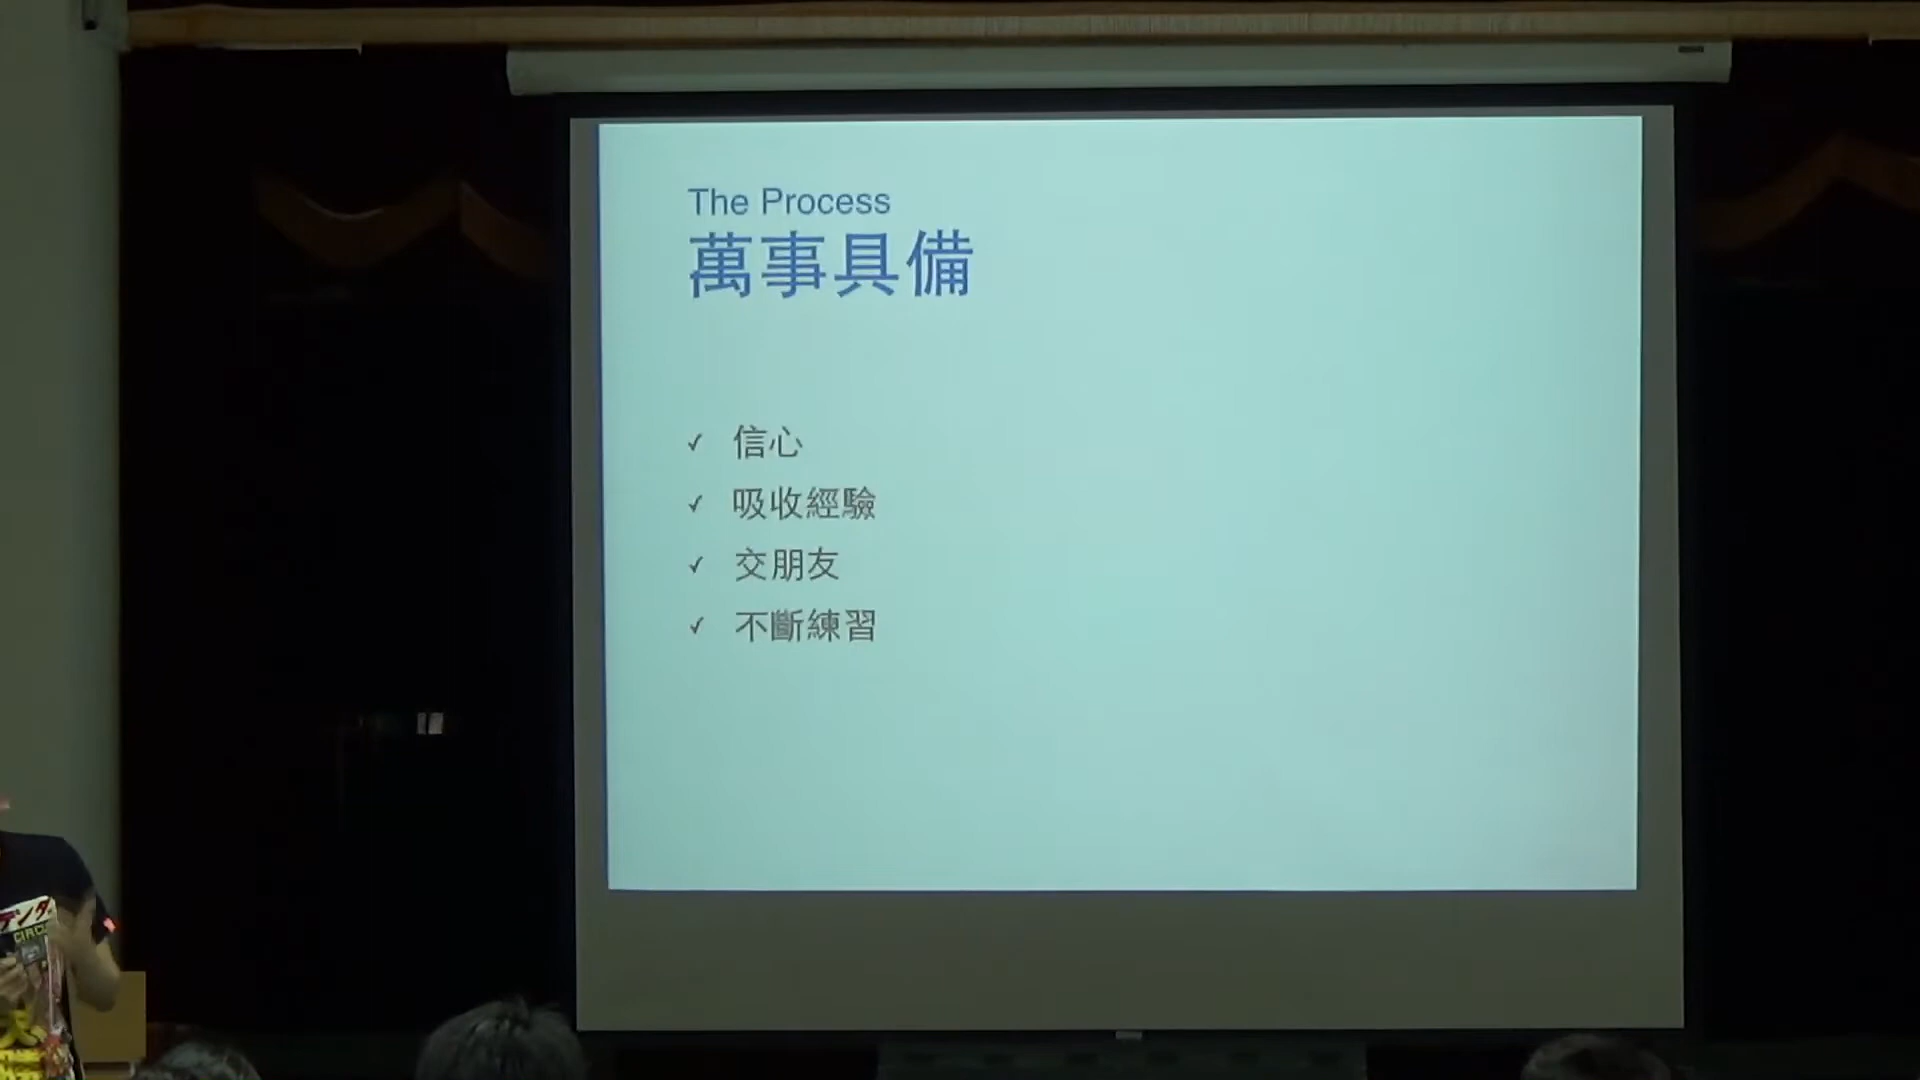 The Process
萬事具備
✓ 信心
✓ 吸收經驗
✓ 交朋友
✓ 不斷練習